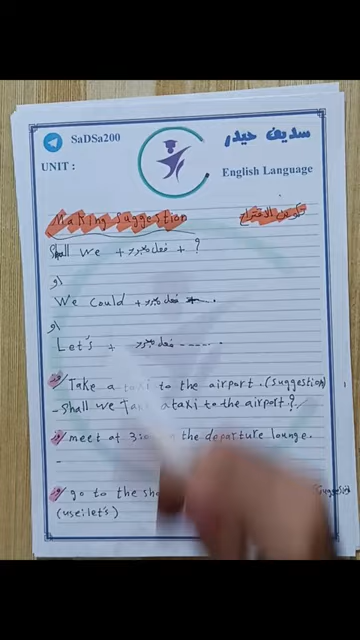 SaDSa200
سديف حيدر
UNIT :
English Language
Making suggestion
تكوين الاقتراح
Shall we + فعل مجرد + ?
او
We could + فعل مجرد .
او
Let's + فعل مجرد ------ .
Take a taxi to the airport. (suggestion)
- Shall we Take a taxi to the airport?
meet at 3:0 the departure lounge.
-
go to the sh
(use: let's)